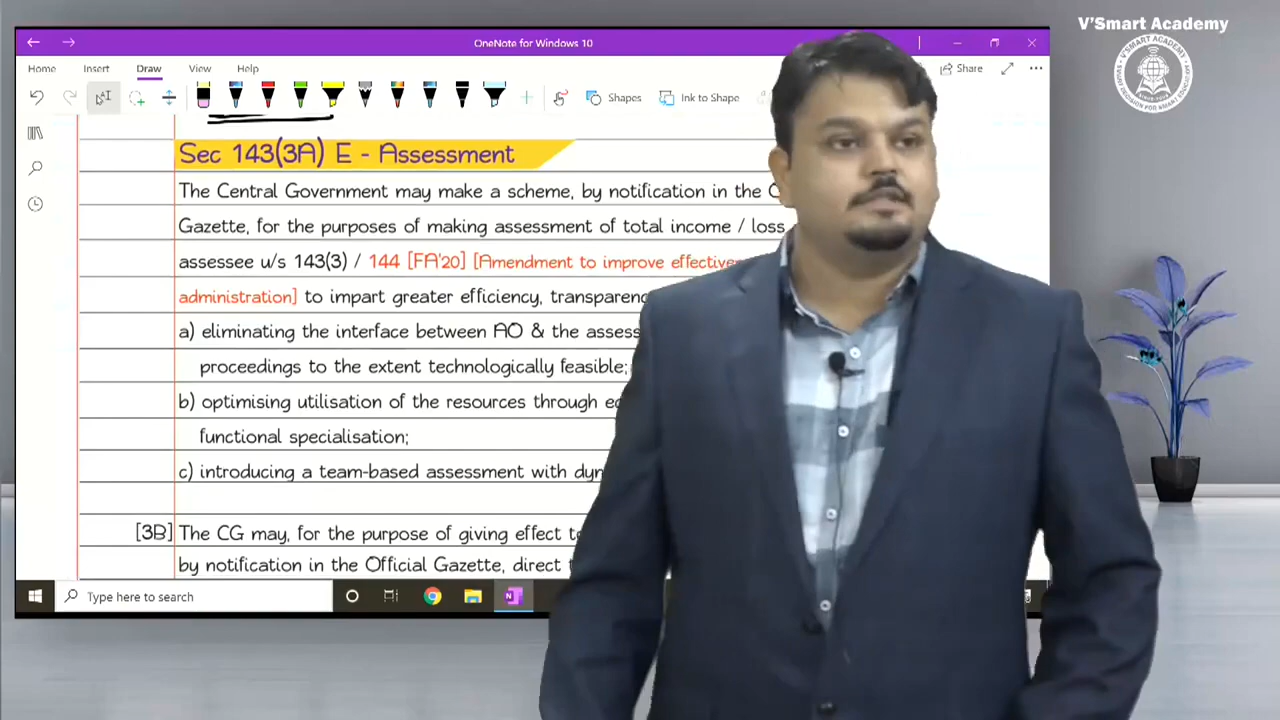 V'Smart Academy
OneNote for Windows 10
Home Insert Draw View Help
Share
Shapes
Ink to Shape
Sec 143(3A) E - Assessment
The Central Government may make a scheme, by notification in the
Gazette, for the purposes of making assessment of total income / loss
assessee u/s 143(3) / 144 [FA'20] [Amendment to improve
administration] to impart greater efficiency,
a) eliminating the interface between AO & the
proceedings to the extent technologically feasible;
b) optimising utilisation of the resources through
functional specialisation;
c) introducing a team-based assessment with
[3B] The CG may, for the purpose of giving effect
by notification in the Official Gazette, direct
Type here to search